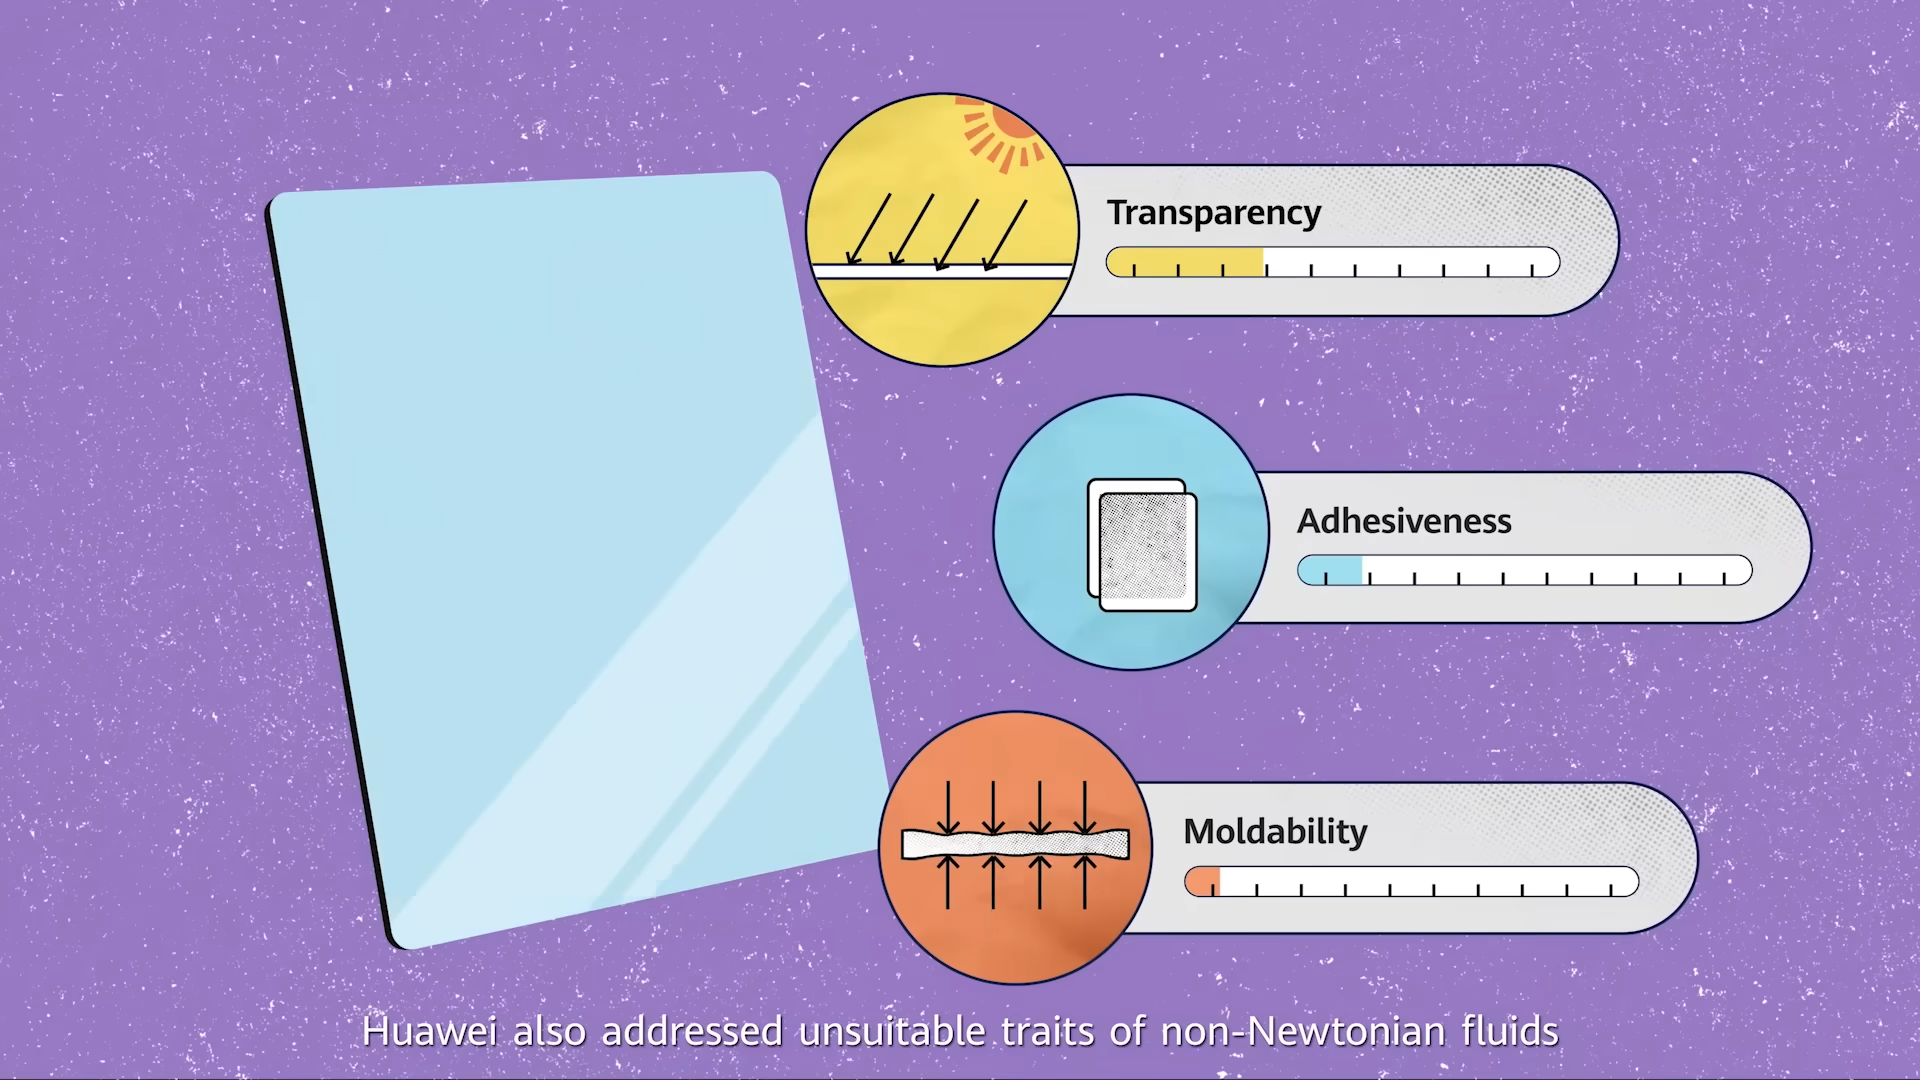 Transparency
Adhesiveness
Moldability
Huawei also addressed unsuitable traits of non-Newtonian fluids